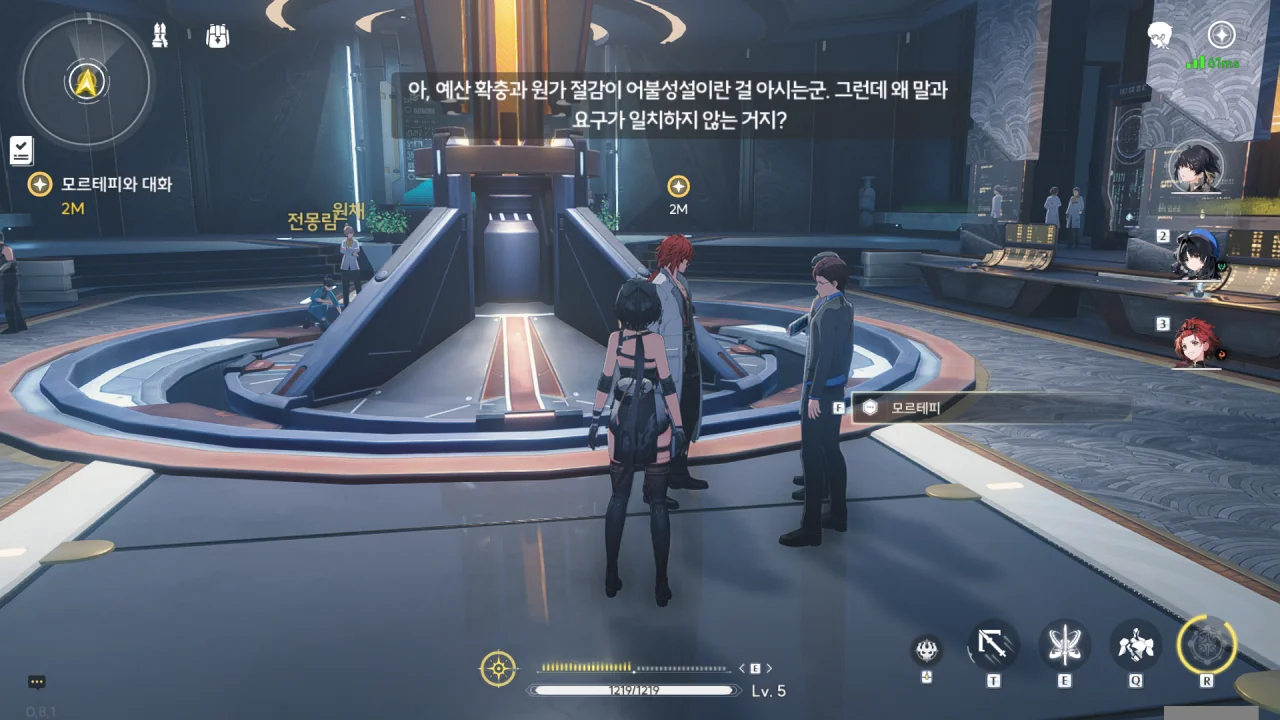 41ms
아, 예산 확충과 원가 절감이 어불성설이란 걸 아시는군. 그런데 왜 말과
요구가 일치하지 않는 거지?
모르테피와 대화
2M
원채
전몽림
2M
2
3
F
모르테피
E
1219/1219
Lv. 5
T
E
Q
R